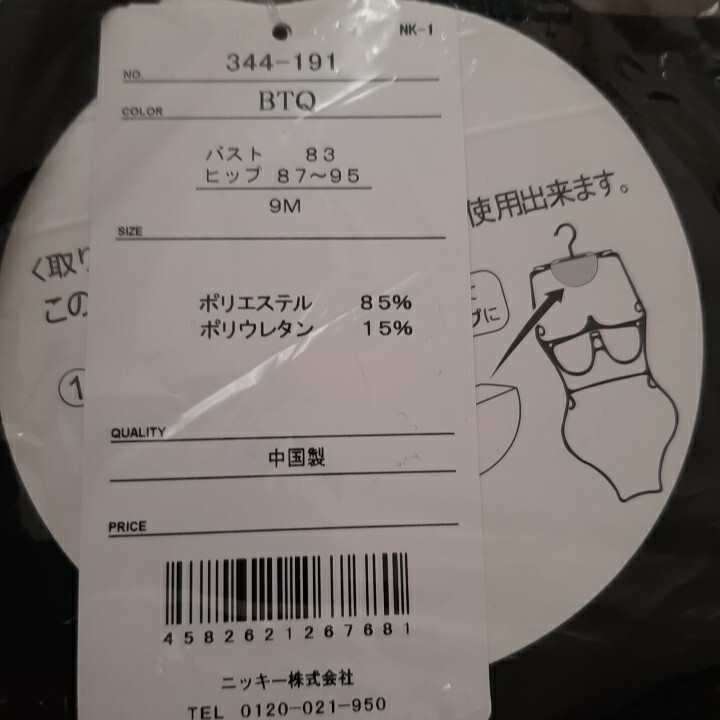 NK-1
NO. 344-191
COLOR BTQ
バスト 83
ヒップ 87～95
9M
SIZE
ポリエステル 85%
ポリウレタン 15%
QUALITY
中国製
PRICE
4582621267681
ニッキー株式会社
TEL 0120-021-950
使用出来ます。
〈取り
この
①
プに